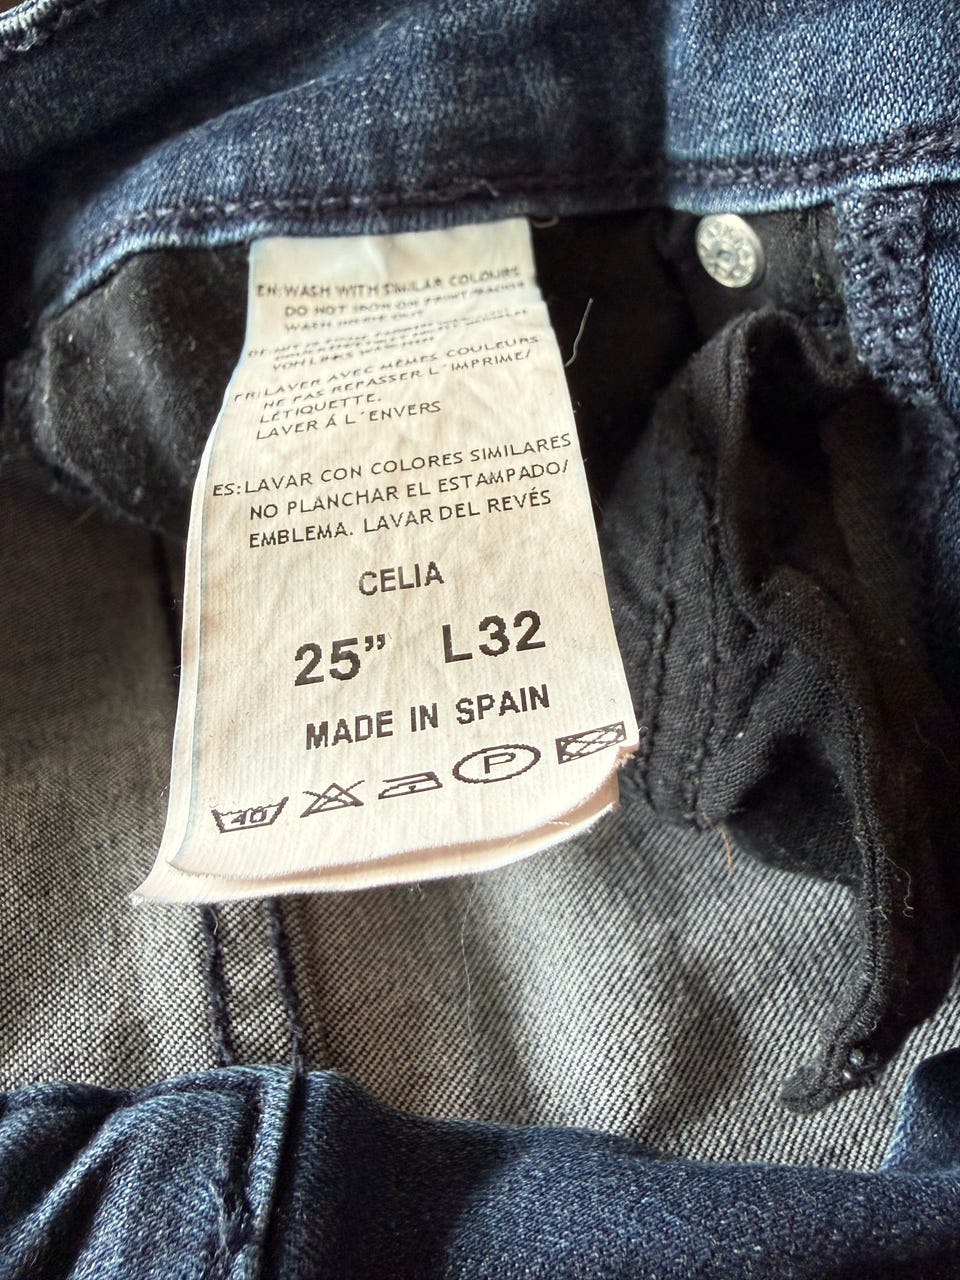 EN: WASH WITH SIMILAR COLOURS
DO NOT IRON ON PRINT/BADGE
WASH INSIDE OUT
FR: LAVER AVEC MÊMES COULEURS
NE PAS REPASSER L'IMPRIME/
LÉTIQUETTE.
LAVER Á L'ENVERS
ES: LAVAR CON COLORES SIMILARES
NO PLANCHAR EL ESTAMPADO/
EMBLEMA. LAVAR DEL REVÉS
CELIA
25" L32
MADE IN SPAIN
40 P